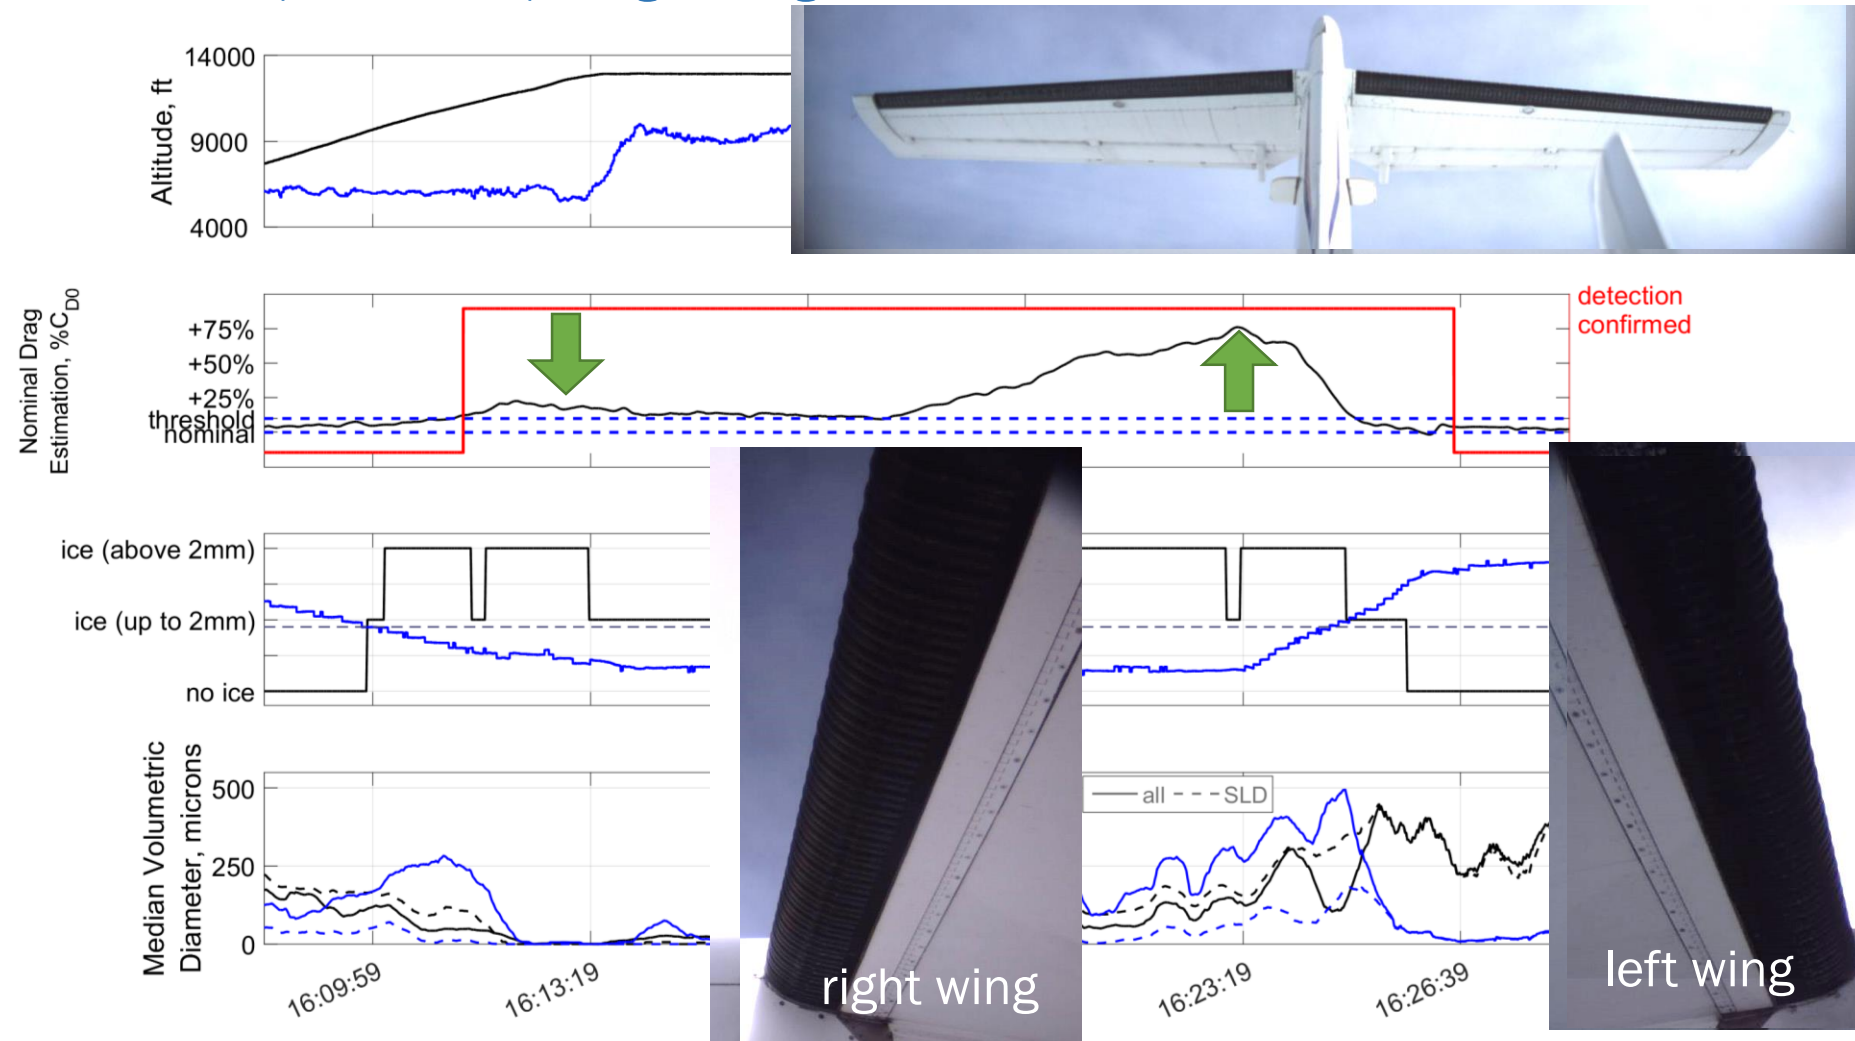 14000
9000
4000
Altitude, ft
Nominal Drag
Estimation, %C_D0
+75%
+50%
+25%
threshold
nominal
detection
confirmed
ice (above 2mm)
ice (up to 2mm)
no ice
Median Volumetric
Diameter, microns
500
250
0
all
SLD
16:09:59
16:13:19
16:23:19
16:26:39
right wing
left wing